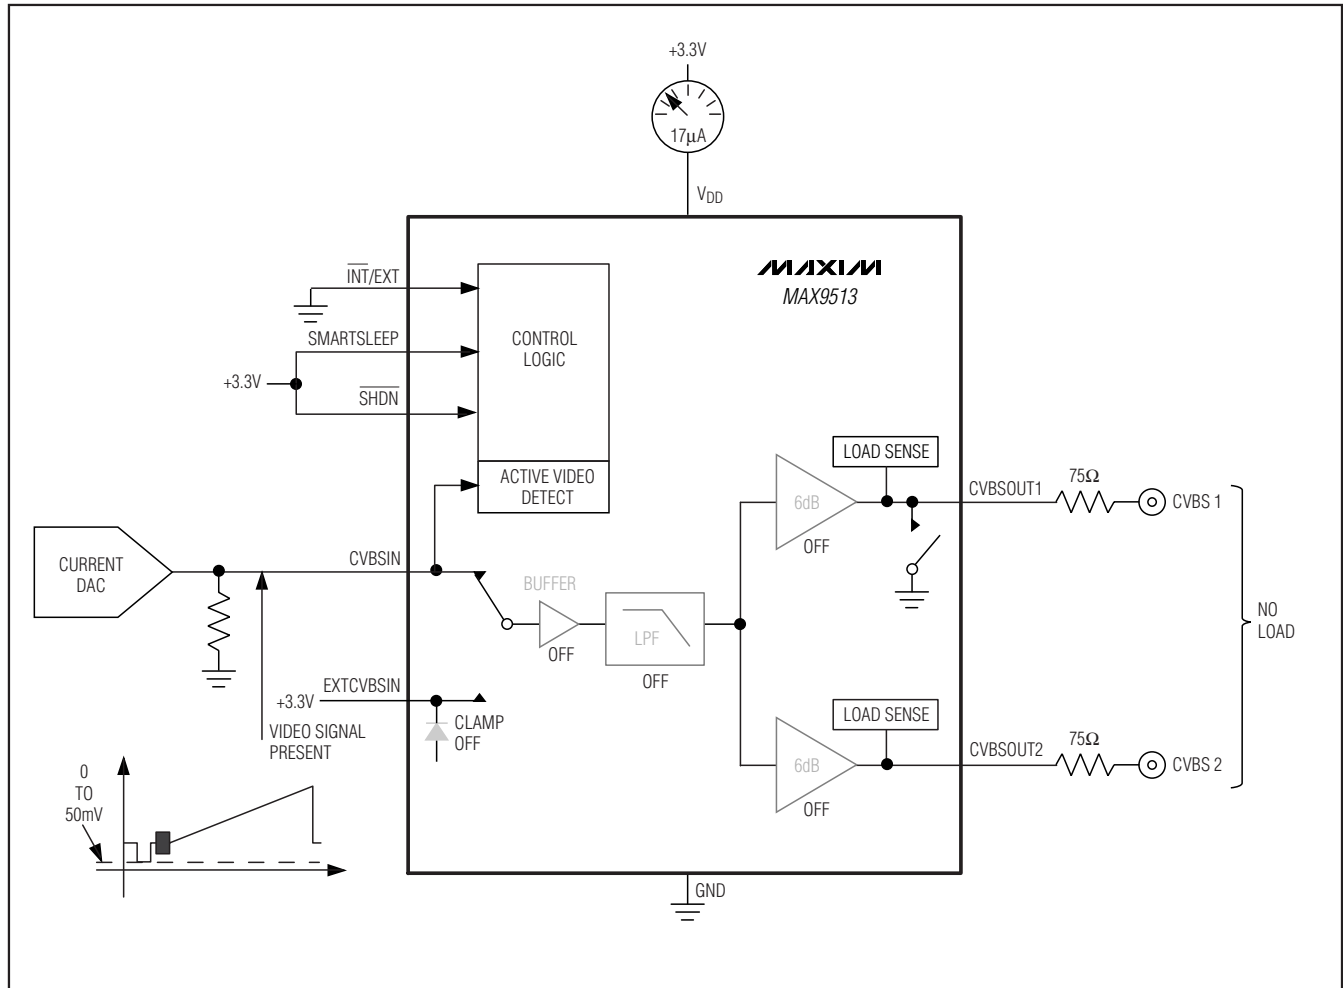 +3.3V
17μA
VDD
INT/EXT
SMARTSLEEP
+3.3V
SHDN
CONTROL
LOGIC
ACTIVE VIDEO
DETECT
MAXIM
MAX9513
LOAD SENSE
6dB
OFF
CVBSOUT1
75Ω
CVBS 1
CURRENT
DAC
CVBSIN
BUFFER
OFF
LPF
OFF
NO
LOAD
VIDEO SIGNAL
PRESENT
+3.3V
EXTCVBSIN
CLAMP
OFF
LOAD SENSE
6dB
OFF
CVBSOUT2
75Ω
CVBS 2
0
TO
50mV
GND